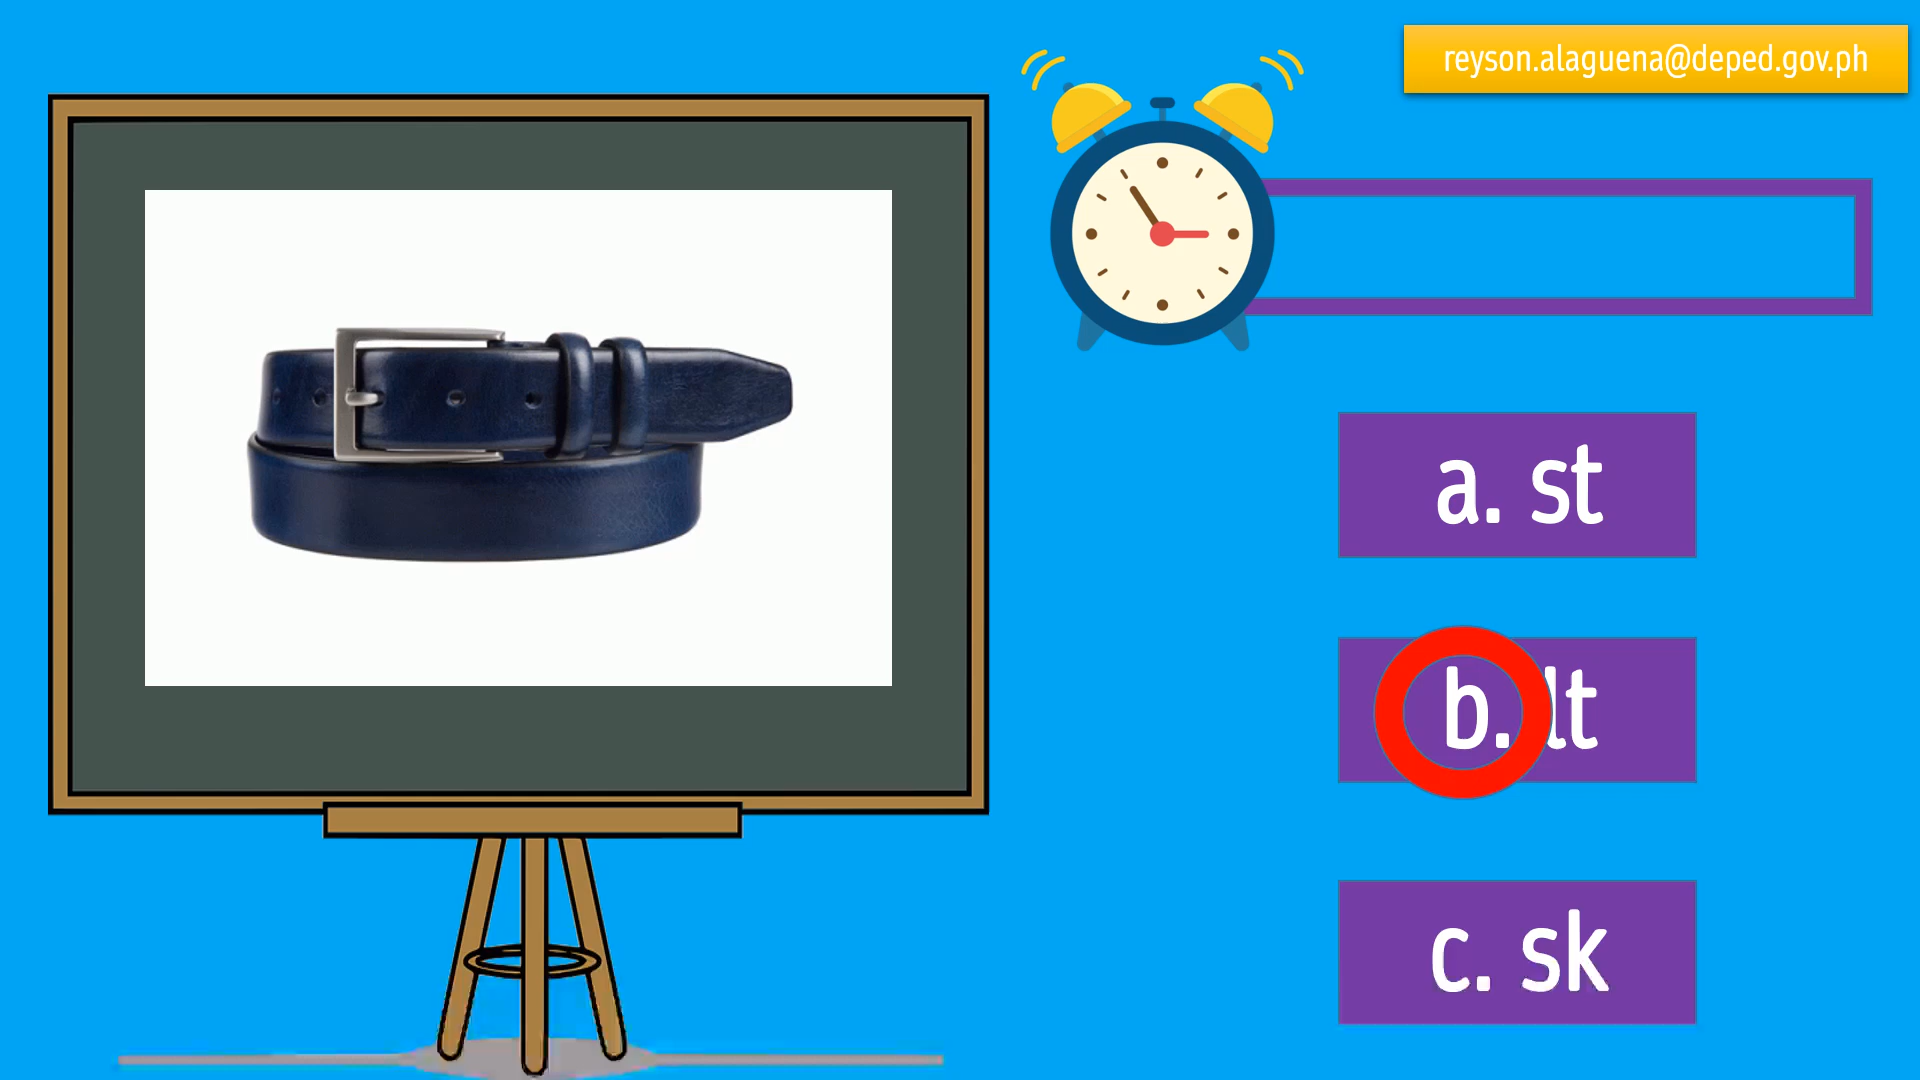 reyson.alaguena@deped.gov.ph
a. st
b. lt
c. sk